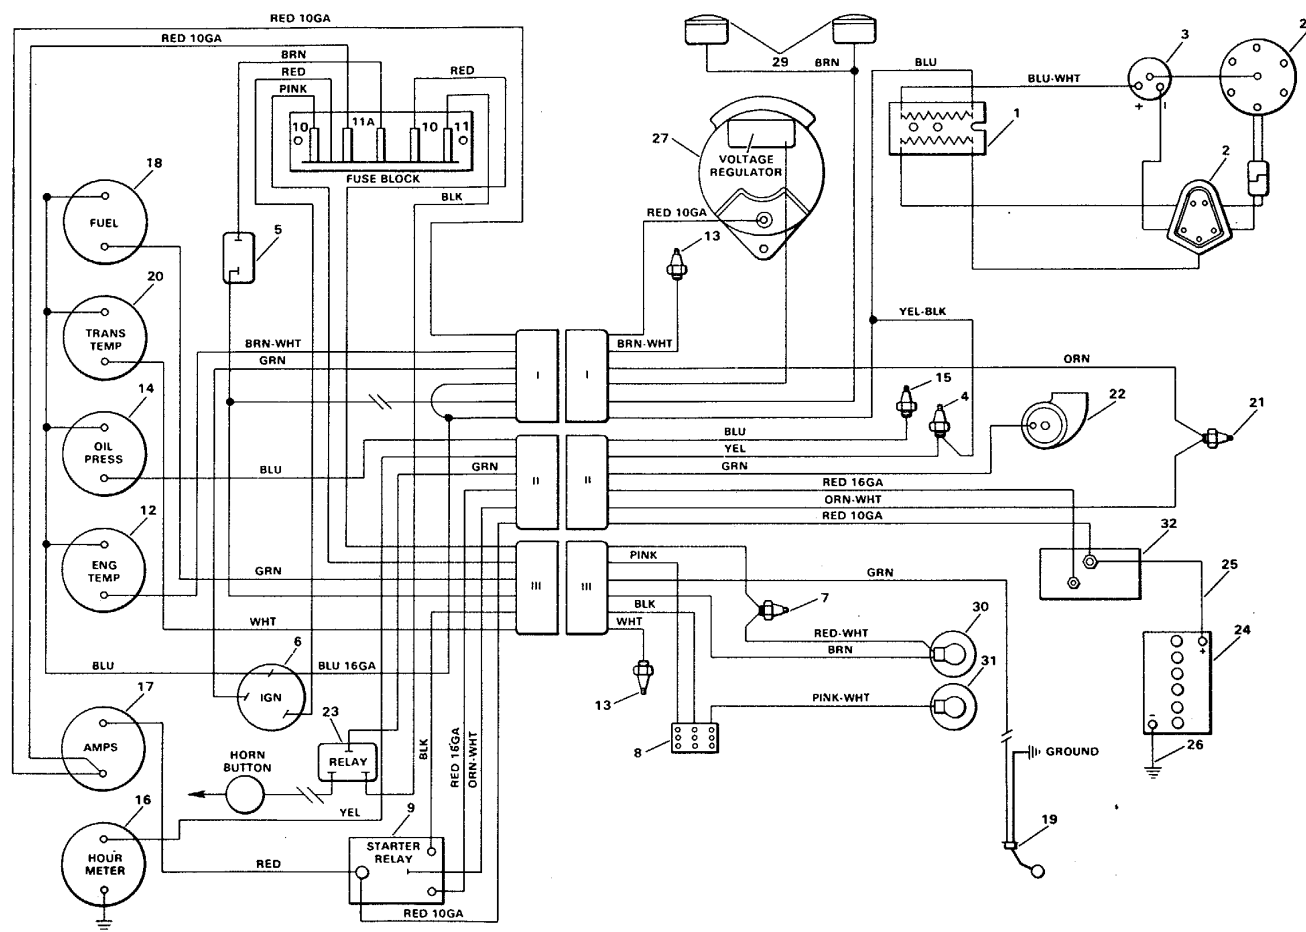 RED 10GA
RED 10GA
BRN
RED
PINK
RED
10
11A
10
11
FUSE BLOCK
BLK
29
BRN
BLU
BLU-WHT
3
2
+
-
1
2
27
VOLTAGE
REGULATOR
RED 10GA
13
18
FUEL
5
20
TRANS
TEMP
BRN-WHT
GRN
BRN-WHT
YEL-BLK
ORN
I
I
14
OIL
PRESS
BLU
15
4
22
21
BLU
YEL
GRN
GRN
II
II
RED 16GA
ORN-WHT
RED 10GA
12
ENG
TEMP
GRN
WHT
III
III
PINK
BLK
WHT
GRN
7
32
25
RED-WHT
BRN
30
31
PINK-WHT
24
+
-
26
BLU
6
BLU 16GA
IGN
13
8
17
AMPS
23
RELAY
HORN
BUTTON
BLK
RED 16GA
ORN-WHT
GROUND
16
YEL
HOUR
METER
RED
9
STARTER
RELAY
RED 10GA
19